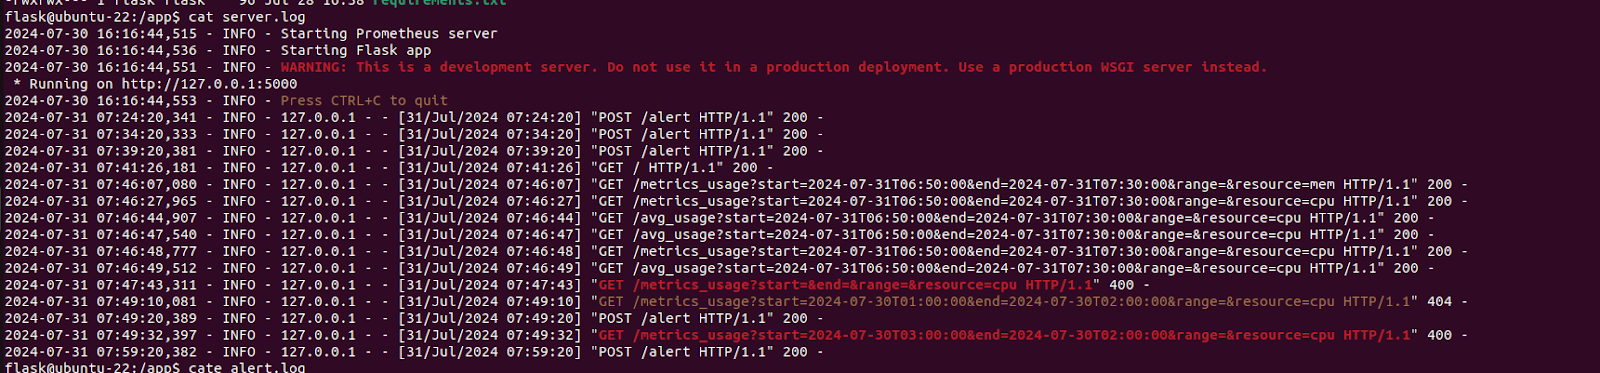 -rwxrwx--- 1 flask flask 90 Jul 28 16:38 requirements.txt
flask@ubuntu-22:/app$ cat server.log
2024-07-30 16:16:44,515 - INFO - Starting Prometheus server
2024-07-30 16:16:44,536 - INFO - Starting Flask app
2024-07-30 16:16:44,551 - INFO - WARNING: This is a development server. Do not use it in a production deployment. Use a production WSGI server instead.
 * Running on http://127.0.0.1:5000
2024-07-30 16:16:44,553 - INFO - Press CTRL+C to quit
2024-07-31 07:24:20,341 - INFO - 127.0.0.1 - - [31/Jul/2024 07:24:20] "POST /alert HTTP/1.1" 200 -
2024-07-31 07:34:20,333 - INFO - 127.0.0.1 - - [31/Jul/2024 07:34:20] "POST /alert HTTP/1.1" 200 -
2024-07-31 07:39:20,381 - INFO - 127.0.0.1 - - [31/Jul/2024 07:39:20] "POST /alert HTTP/1.1" 200 -
2024-07-31 07:41:26,181 - INFO - 127.0.0.1 - - [31/Jul/2024 07:41:26] "GET / HTTP/1.1" 200 -
2024-07-31 07:46:07,080 - INFO - 127.0.0.1 - - [31/Jul/2024 07:46:07] "GET /metrics_usage?start=2024-07-31T06:50:00&end=2024-07-31T07:30:00&range=&resource=mem HTTP/1.1" 200 -
2024-07-31 07:46:27,965 - INFO - 127.0.0.1 - - [31/Jul/2024 07:46:27] "GET /metrics_usage?start=2024-07-31T06:50:00&end=2024-07-31T07:30:00&range=&resource=cpu HTTP/1.1" 200 -
2024-07-31 07:46:44,907 - INFO - 127.0.0.1 - - [31/Jul/2024 07:46:44] "GET /avg_usage?start=2024-07-31T06:50:00&end=2024-07-31T07:30:00&range=&resource=cpu HTTP/1.1" 200 -
2024-07-31 07:46:47,540 - INFO - 127.0.0.1 - - [31/Jul/2024 07:46:47] "GET /avg_usage?start=2024-07-31T06:50:00&end=2024-07-31T07:30:00&range=&resource=cpu HTTP/1.1" 200 -
2024-07-31 07:46:48,777 - INFO - 127.0.0.1 - - [31/Jul/2024 07:46:48] "GET /metrics_usage?start=2024-07-31T06:50:00&end=2024-07-31T07:30:00&range=&resource=cpu HTTP/1.1" 200 -
2024-07-31 07:46:49,512 - INFO - 127.0.0.1 - - [31/Jul/2024 07:46:49] "GET /avg_usage?start=2024-07-31T06:50:00&end=2024-07-31T07:30:00&range=&resource=cpu HTTP/1.1" 200 -
2024-07-31 07:47:43,311 - INFO - 127.0.0.1 - - [31/Jul/2024 07:47:43] "GET /metrics_usage?start=&end=&range=&resource=cpu HTTP/1.1" 400 -
2024-07-31 07:49:10,081 - INFO - 127.0.0.1 - - [31/Jul/2024 07:49:10] "GET /metrics_usage?start=2024-07-30T01:00:00&end=2024-07-30T02:00:00&range=&resource=cpu HTTP/1.1" 404 -
2024-07-31 07:49:20,389 - INFO - 127.0.0.1 - - [31/Jul/2024 07:49:20] "POST /alert HTTP/1.1" 200 -
2024-07-31 07:49:32,397 - INFO - 127.0.0.1 - - [31/Jul/2024 07:49:32] "GET /metrics_usage?start=2024-07-30T03:00:00&end=2024-07-30T02:00:00&range=&resource=cpu HTTP/1.1" 400 -
2024-07-31 07:59:20,382 - INFO - 127.0.0.1 - - [31/Jul/2024 07:59:20] "POST /alert HTTP/1.1" 200 -
flask@ubuntu-22:/app$ cate alert.log